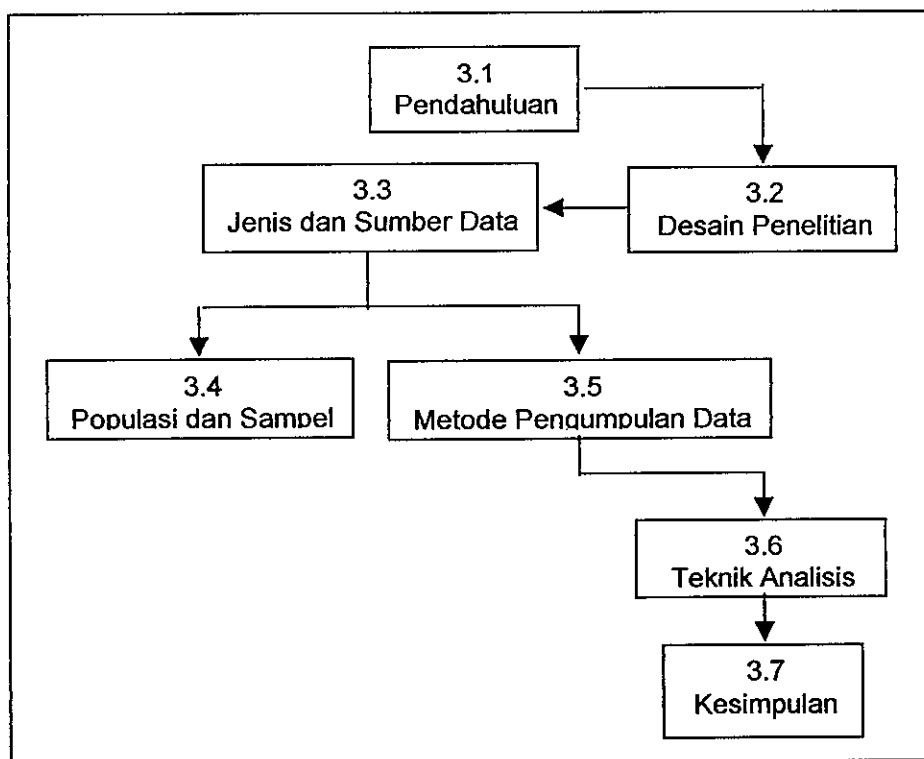 3.1
Pendahuluan
3.2
Desain Penelitian
3.3
Jenis dan Sumber Data
3.4
Populasi dan Sampel
3.5
Metode Pengumpulan Data
3.6
Teknik Analisis
3.7
Kesimpulan